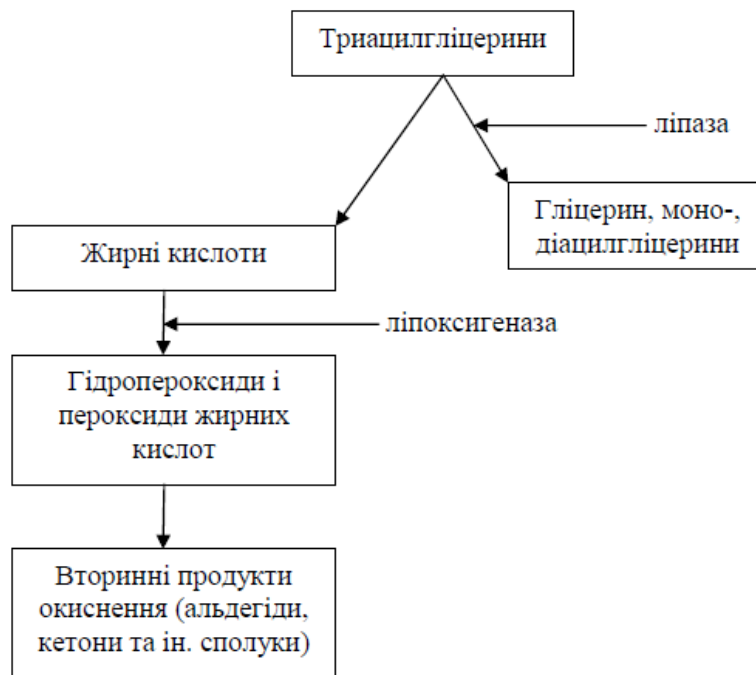 Триацилгліцерини
ліпаза
Гліцерин, моно-,
діацилгліцерини
Жирні кислоти
ліпоксигеназа
Гідропероксиди і
пероксиди жирних
кислот
Вторинні продукти
окиснення (альдегіди,
кетони та ін. сполуки)